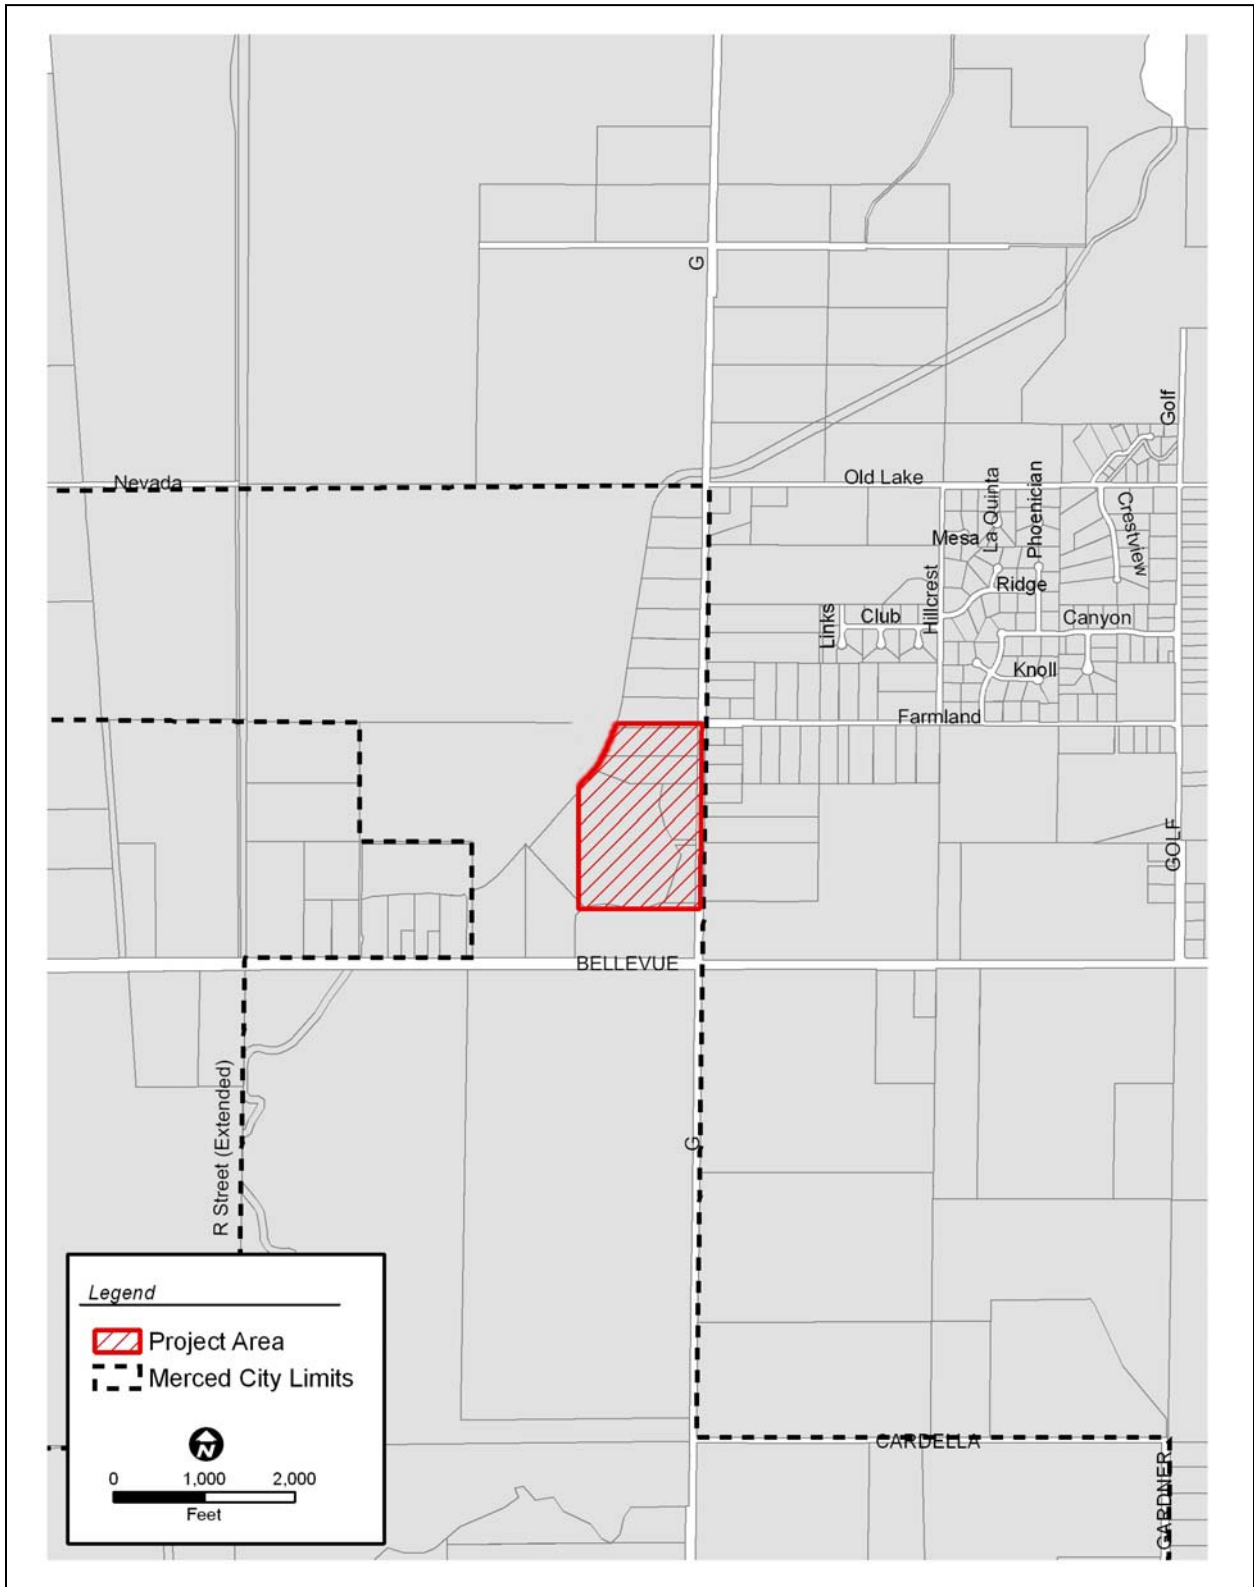 G
Golf
Nevada
Old Lake
La Quinta
Phoenician
Crestview
Mesa
Hillcrest
Ridge
Links
Club
Canyon
Knoll
Farmland
GOLF
BELLEVUE
R Street (Extended)
G
CARDELLA
GARDNER
Legend
Project Area
Merced City Limits
N
0 1,000 2,000
Feet